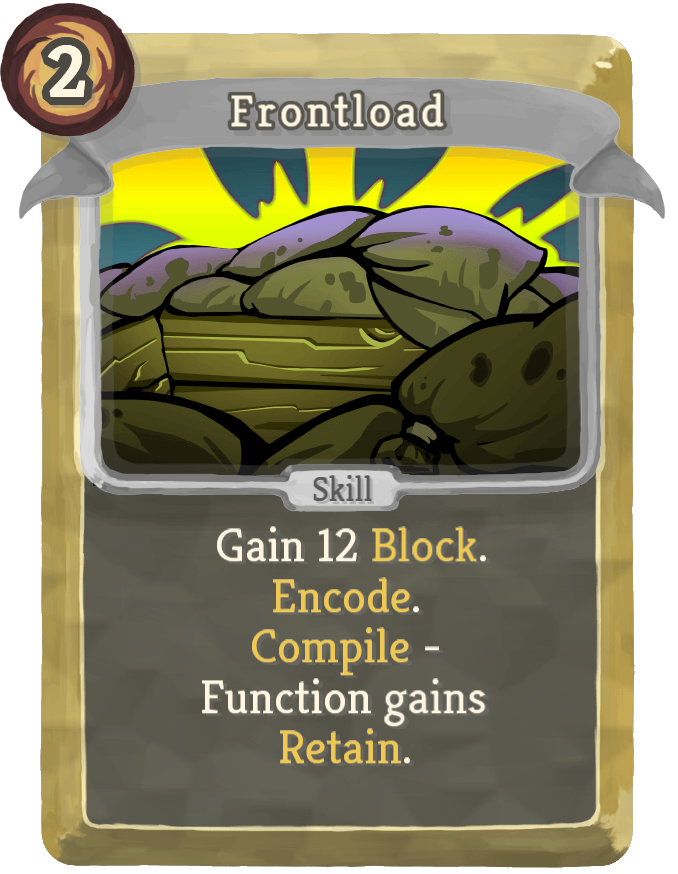 2
Frontload
Skill
Gain 12 Block.
Encode.
Compile -
Function gains
Retain.